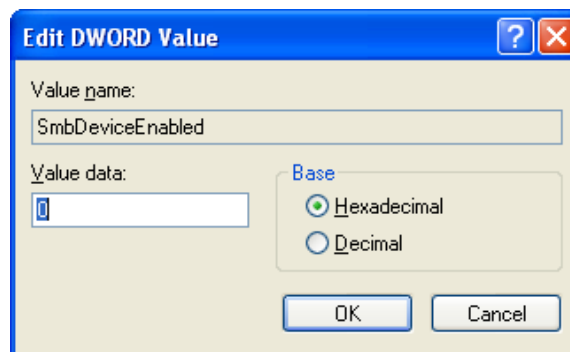 Edit DWORD Value
Value name:
SmbDeviceEnabled
Value data:
0
Base
Hexadecimal
Decimal
OK
Cancel